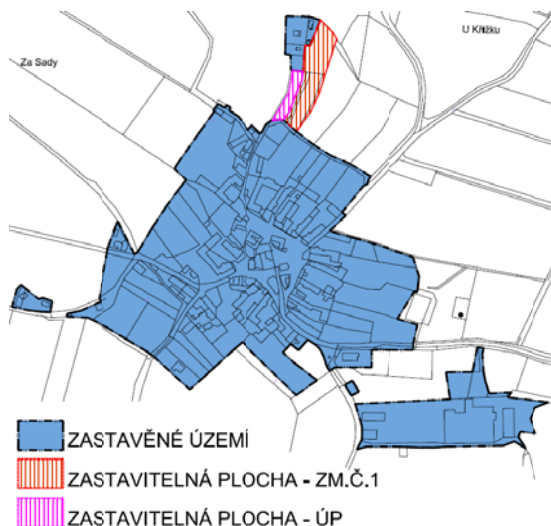 U Křížku
Za Sady
ZASTAVĚNÉ ÚZEMÍ
ZASTAVITELNÁ PLOCHA - ZM.Č.1
ZASTAVITELNÁ PLOCHA - ÚP